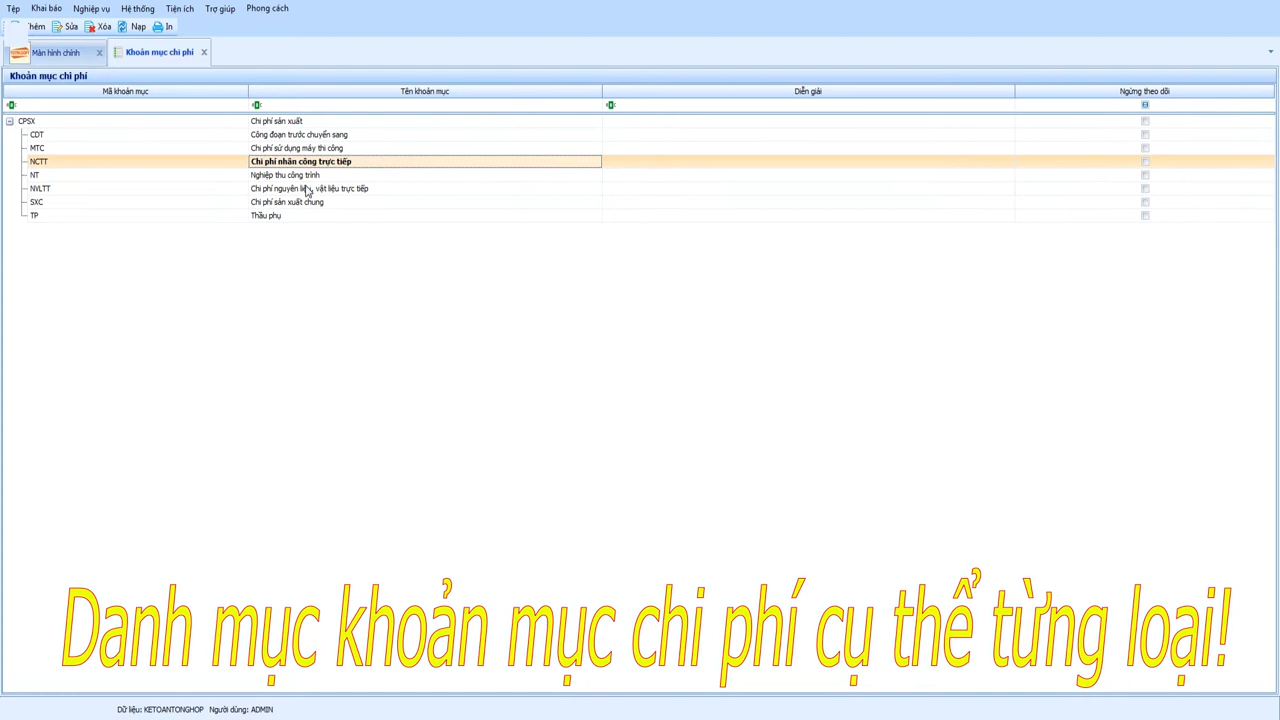 Tệp Khai báo Nghiệp vụ Hệ thống Tiện ích Trợ giúp Phong cách
Thêm Sửa Xóa Nạp In
Màn hình chính Khoản mục chi phí
Khoản mục chi phí
Mã khoản mục Tên khoản mục Diễn giải Ngừng theo dõi
CPSX Chi phí sản xuất
CDT Công đoạn trước chuyển sang
MTC Chi phí sử dụng máy thi công
NCTT Chi phí nhân công trực tiếp
NT Nghiệp thu công trình
NVLTT Chi phí nguyên liệu, vật liệu trực tiếp
SXC Chi phí sản xuất chung
TP Thầu phụ
Danh mục khoản mục chi phí cụ thể từng loại!
Dữ liệu: KETOANTONGHOP Người dùng: ADMIN